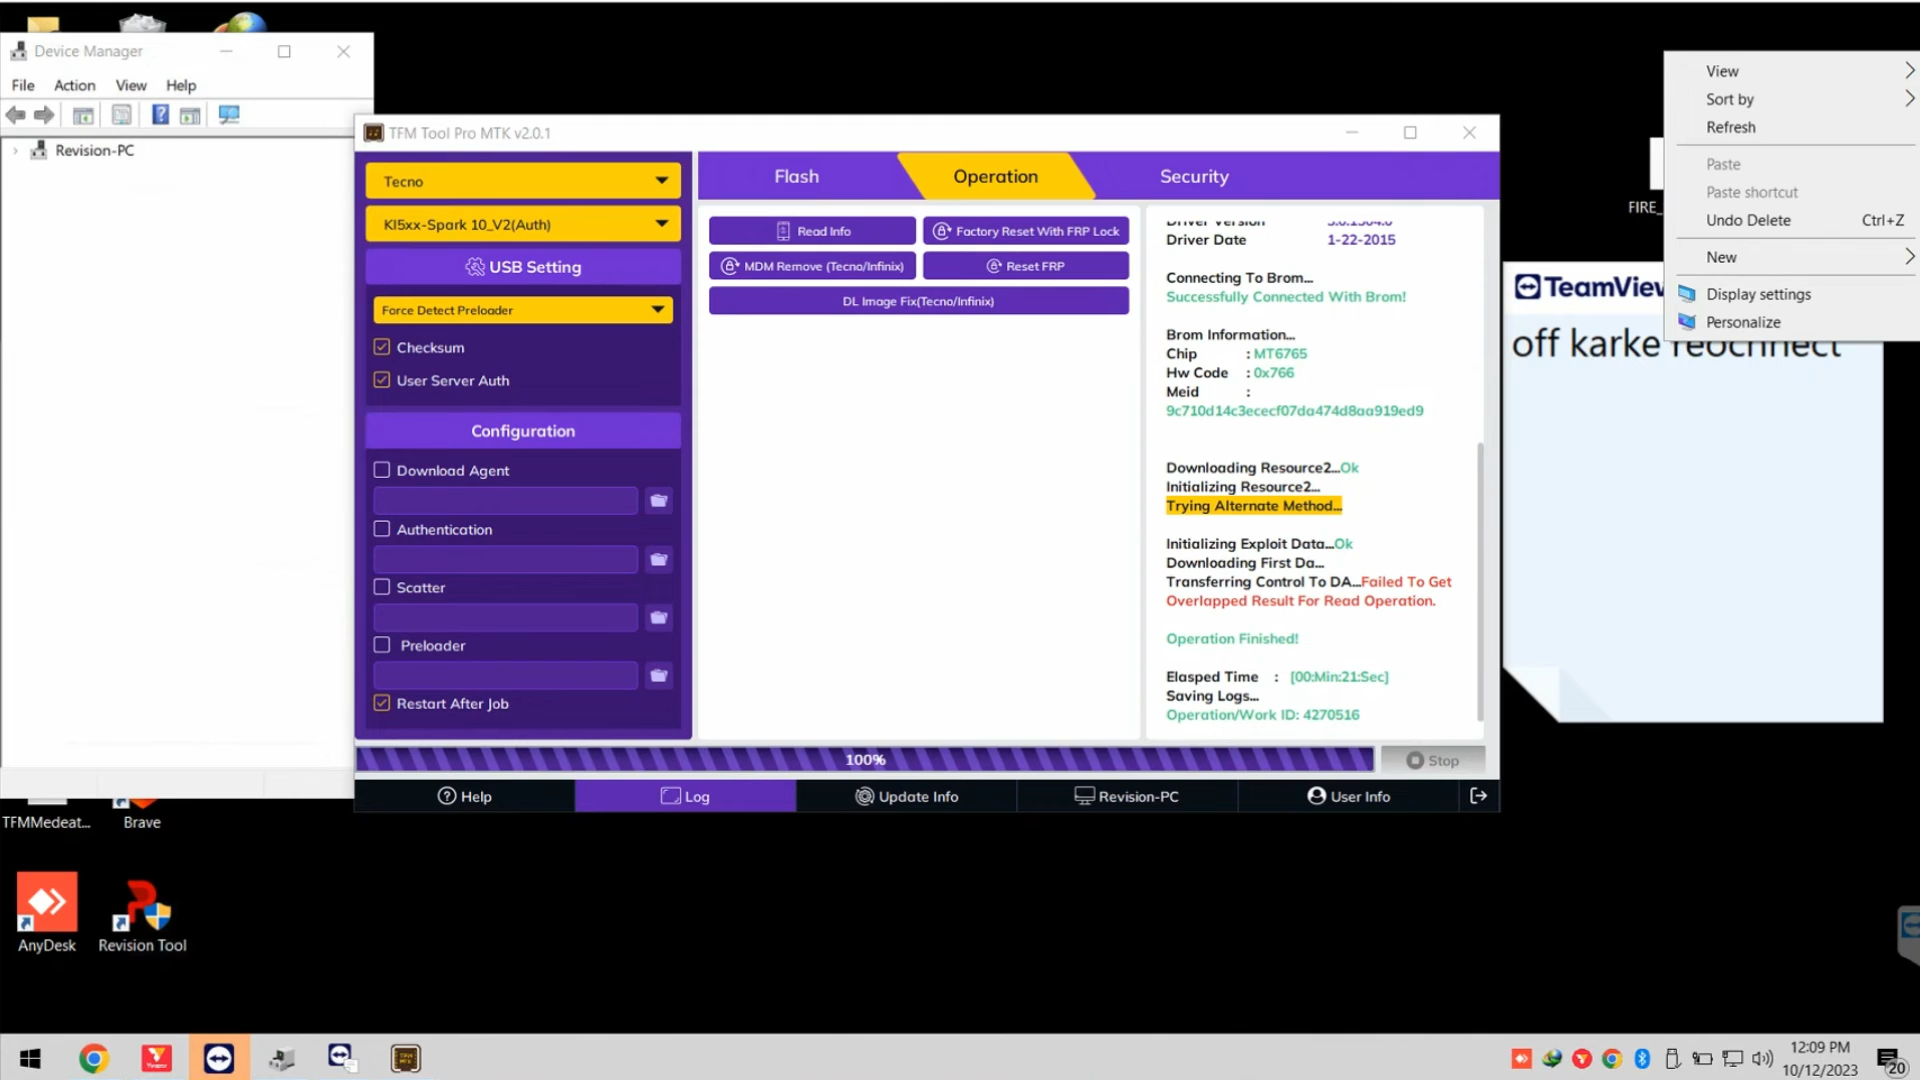 Device Manager
File Action View Help
Revision-PC
TFM Tool Pro MTK v2.0.1
Tecno
KI5xx-Spark 10_V2(Auth)
USB Setting
Force Detect Preloader
Checksum
User Server Auth
Configuration
Download Agent
Authentication
Scatter
Preloader
Restart After Job
Flash
Operation
Security
Read Info
Factory Reset With FRP Lock
MDM Remove (Tecno/Infinix)
Reset FRP
DL Image Fix(Tecno/Infinix)
Driver Version
Driver Date 1-22-2015
Connecting To Brom...
Successfully Connected With Brom!
Brom Information...
Chip : MT6765
Hw Code : 0x766
Meid :
9c710d14c3ececf07da474d8aa919ed9
Downloading Resource2...Ok
Initializing Resource2...
Trying Alternate Method...
Initializing Exploit Data...Ok
Downloading First Da...
Transferring Control To DA...Failed To Get
Overlapped Result For Read Operation.
Operation Finished!
Elasped Time : [00:Min:21:Sec]
Saving Logs...
Operation/Work ID: 4270516
100%
Stop
Help
Log
Update Info
Revision-PC
User Info
View
Sort by
Refresh
Paste
Paste shortcut
Undo Delete Ctrl+Z
New
Display settings
Personalize
FIRE_
TeamView
off karke reochnect
TFMMedeat...
Brave
AnyDesk
Revision Tool
12:09 PM
10/12/2023
20